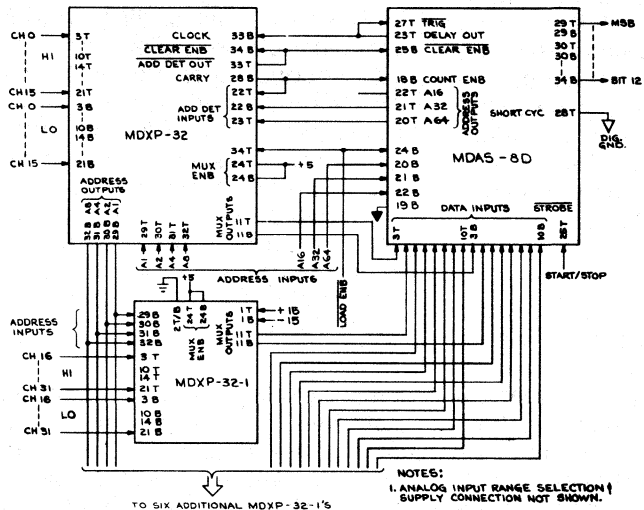 CH 0
HI
CH 15
CH 0
LO
CH 15
3T
10T
14T
21T
3B
10B
14B
21B
MDXP-32
CLOCK
CLEAR ENB
ADD DET OUT
CARRY
ADD DET
INPUTS
MUX
ENB
33B
34B
33T
28B
22T
22B
23T
34T
24T
24B
+5
ADDRESS
OUTPUTS
A8
A4
A2
A1
32B
31B
30B
29B
29T
30T
31T
32T
MUX
OUTPUTS
11T
11B
A1
A2
A4
A8
A16
A32
A64
ADDRESS INPUTS
LOAD ENB
27T TRIG
23T DELAY OUT
25B CLEAR ENB
18B COUNT ENB
22T A16
21T A32
20T A64
ADDRESS
OUTPUTS
24B
20B
21B
22B
19B
MDAS-8D
29T
29B
30T
30B
34B
MSB
BIT 12
SHORT CYC
28T
DIG.
GND.
DATA INPUTS
STROBE
3T
10T
3B
10B
START/STOP
+5
2T/B
24T
24B
MUX
ENB
MUX
OUTPUTS
1T
1B
11T
11B
+15
-15
ADDRESS
INPUTS
29B
30B
31B
32B
3T
10T
14T
21T
3B
10B
14B
21B
CH 16
HI
CH 31
CH 16
LO
CH 31
MDXP-32-1
TO SIX ADDITIONAL MDXP-32-1'S
NOTES:
1. ANALOG INPUT RANGE SELECTION &
SUPPLY CONNECTION NOT SHOWN.